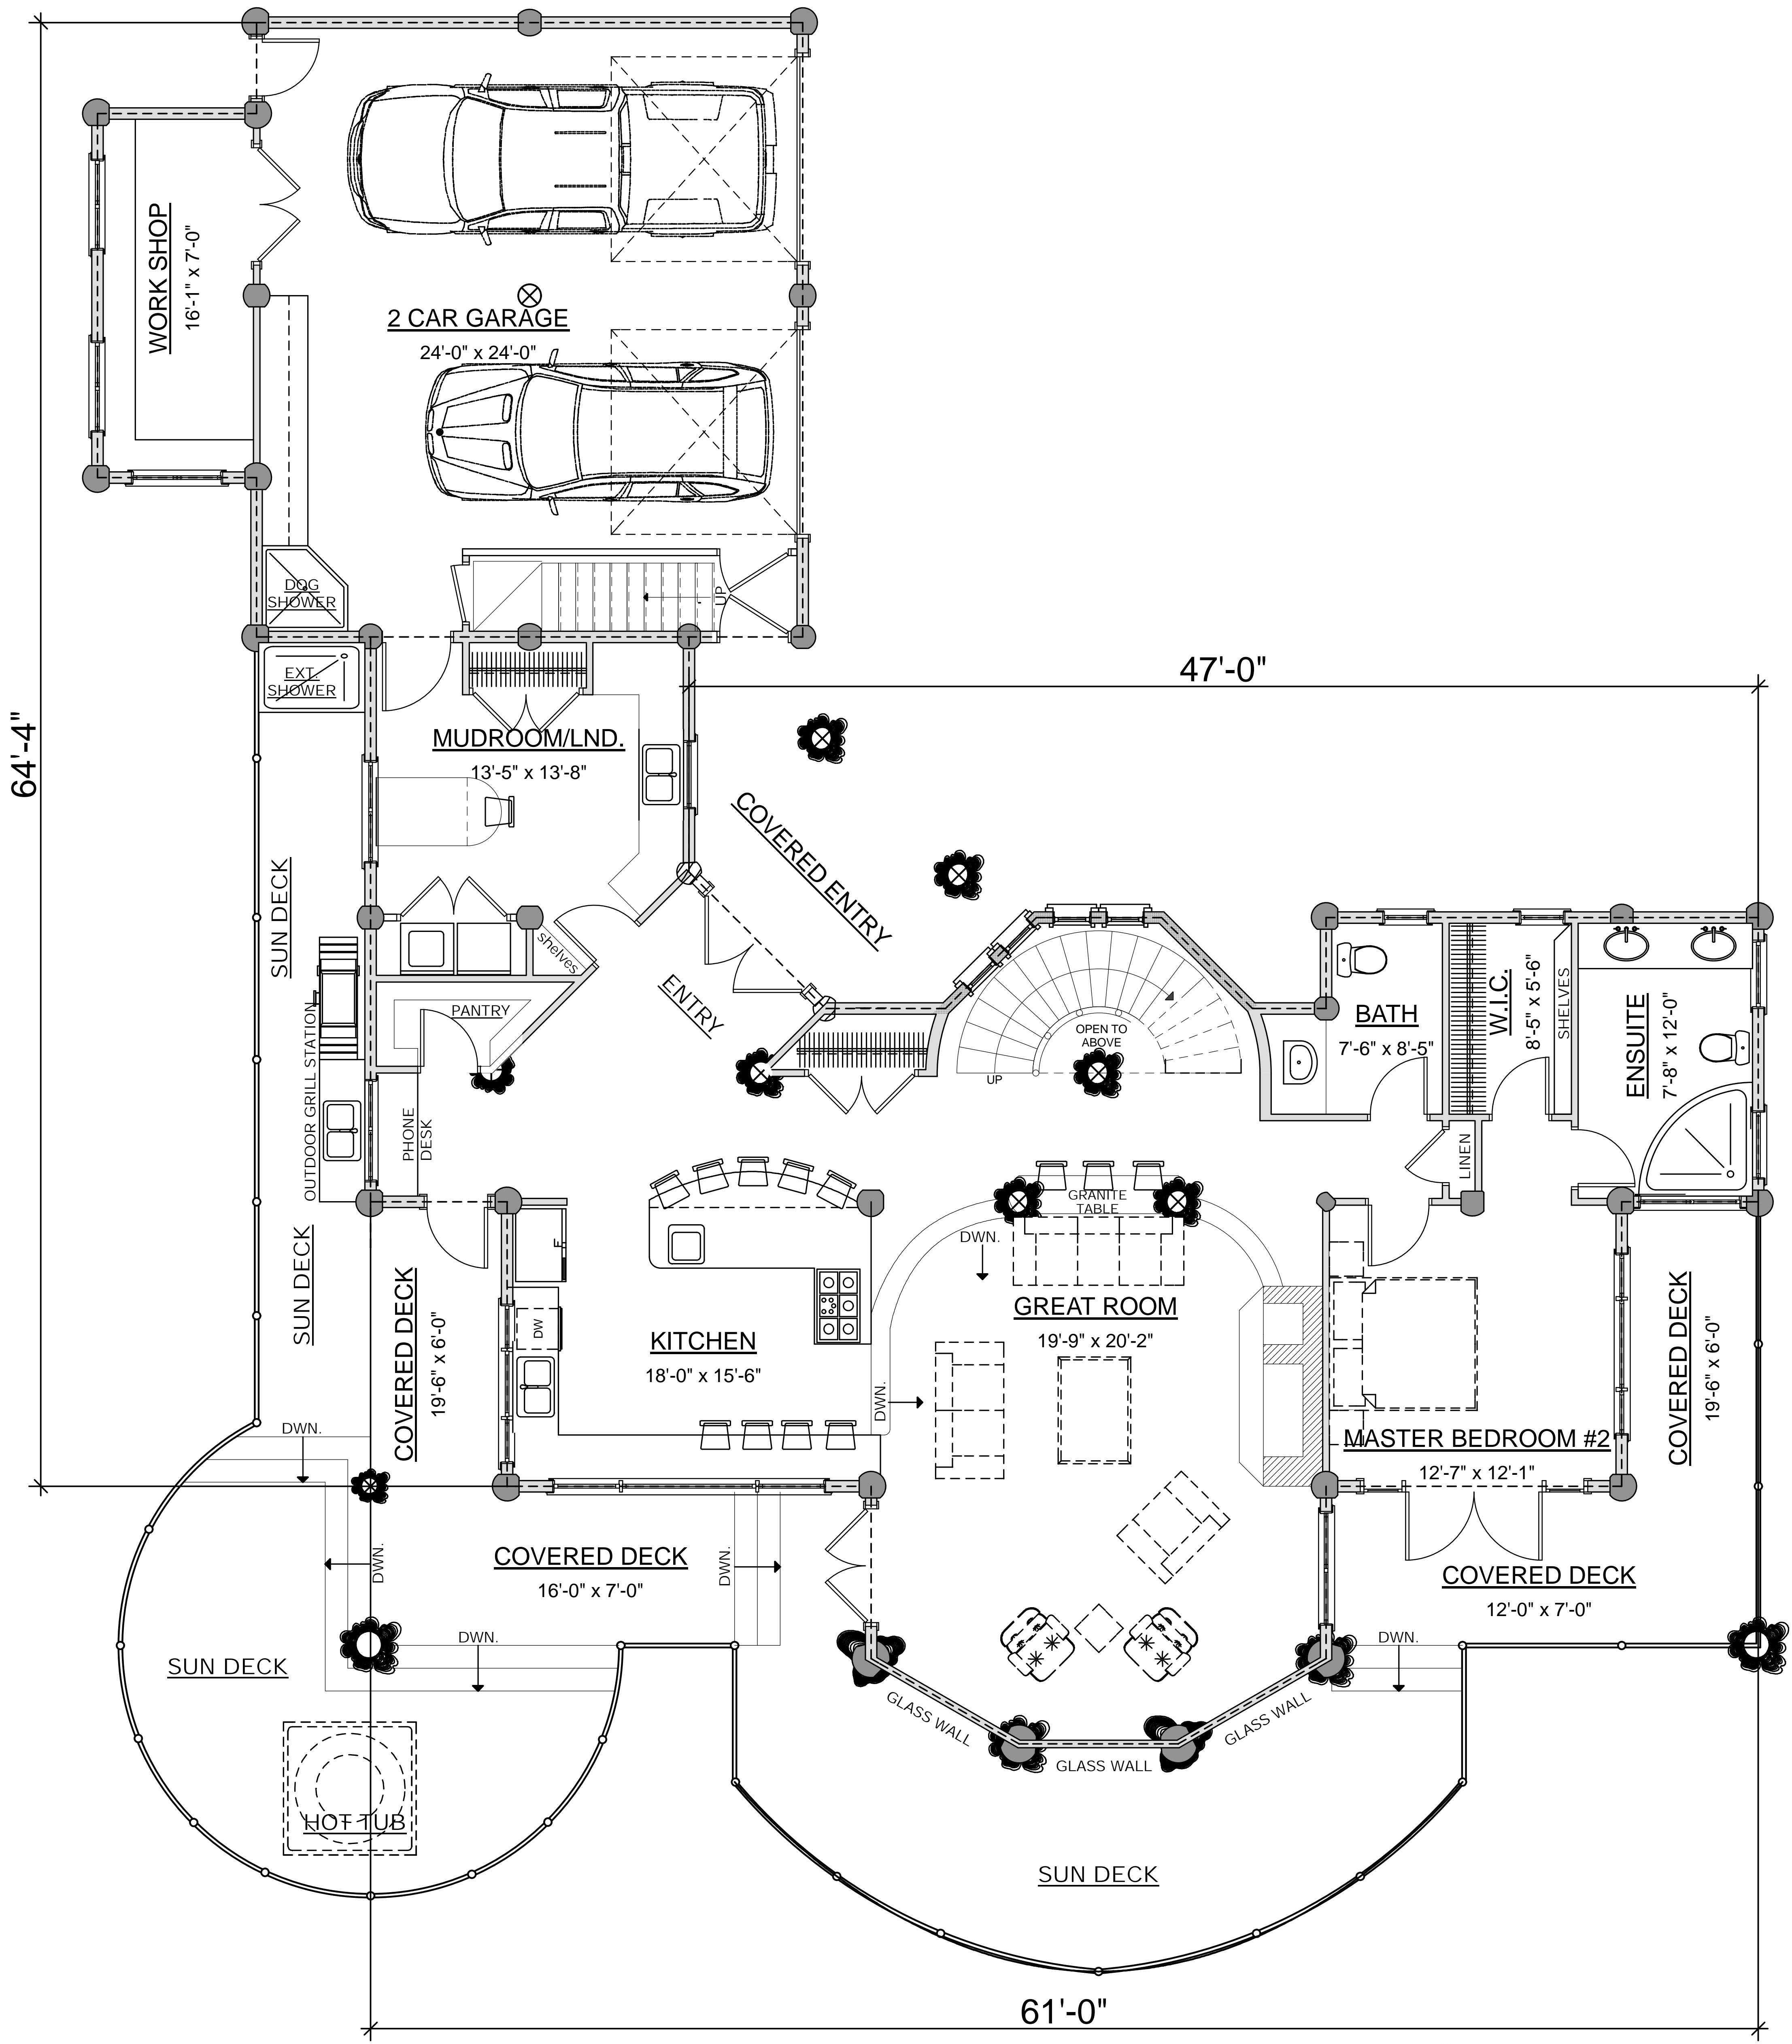 WORK SHOP
16'-1" x 7'-0"
2 CAR GARAGE
24'-0" x 24'-0"
DOG
SHOWER
UP
EXT.
SHOWER
47'-0"
64'-4"
MUDROOM/LND.
13'-5" x 13'-8"
COVERED ENTRY
SUN DECK
shelves
ENTRY
PANTRY
OPEN TO
ABOVE
UP
BATH
7'-6" x 8'-5"
W.I.C.
8'-5" x 5'-6"
SHELVES
ENSUITE
7'-8" x 12'-0"
OUTDOOR GRILL STATION
PHONE
DESK
LINEN
GRANITE
TABLE
DWN.
SUN DECK
COVERED DECK
19'-6" x 6'-0"
F
DW
KITCHEN
18'-0" x 15'-6"
GREAT ROOM
19'-9" x 20'-2"
DWN.
MASTER BEDROOM #2
12'-7" x 12'-1"
COVERED DECK
19'-6" x 6'-0"
DWN.
DWN.
COVERED DECK
16'-0" x 7'-0"
DWN.
COVERED DECK
12'-0" x 7'-0"
DWN.
DWN.
SUN DECK
GLASS WALL
GLASS WALL
GLASS WALL
HOT TUB
SUN DECK
61'-0"